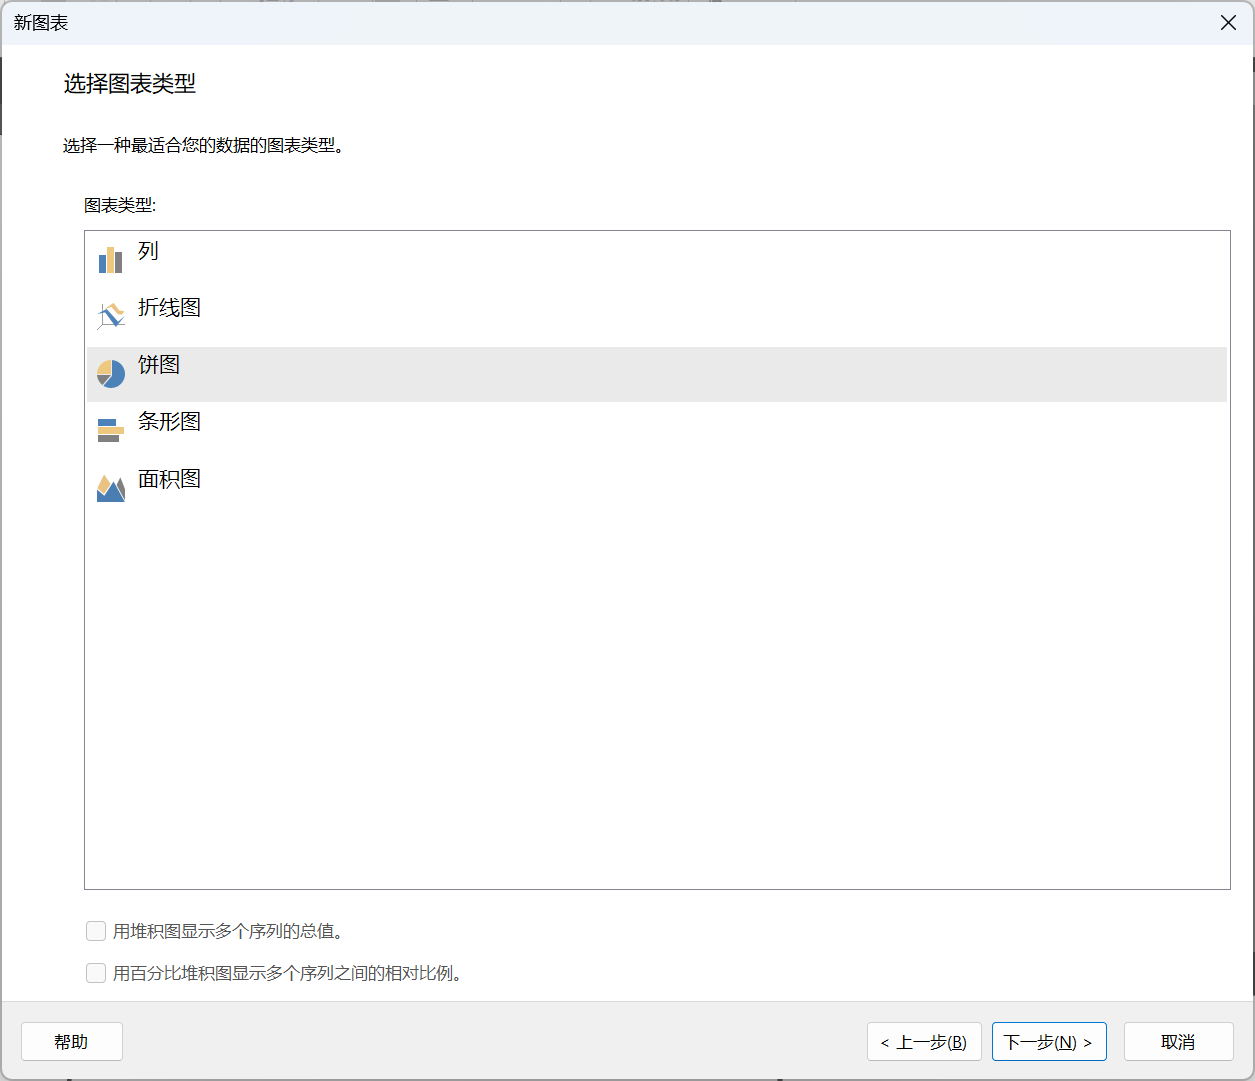 新图表
选择图表类型
选择一种最适合您的数据的图表类型。
图表类型:
列
折线图
饼图
条形图
面积图
用堆积图显示多个序列的总值。
用百分比堆积图显示多个序列之间的相对比例。
帮助
< 上一步(B)
下一步(N) >
取消